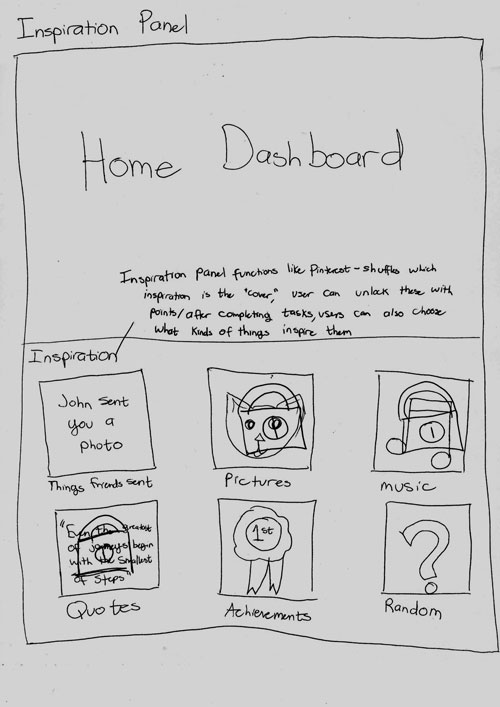 Inspiration Panel
Home Dashboard
Inspiration Panel functions like Pinterest - shuffles which
inspiration is the "cover," user can unlock these with
points/after completing tasks, users can also choose
what kinds of things inspire them
Inspiration
John sent
you a
photo
Things friends sent
Pictures
music
"Even the greatest
of journeys begin
with the smallest
of steps"
1st
?
Quotes
Achievements
Random